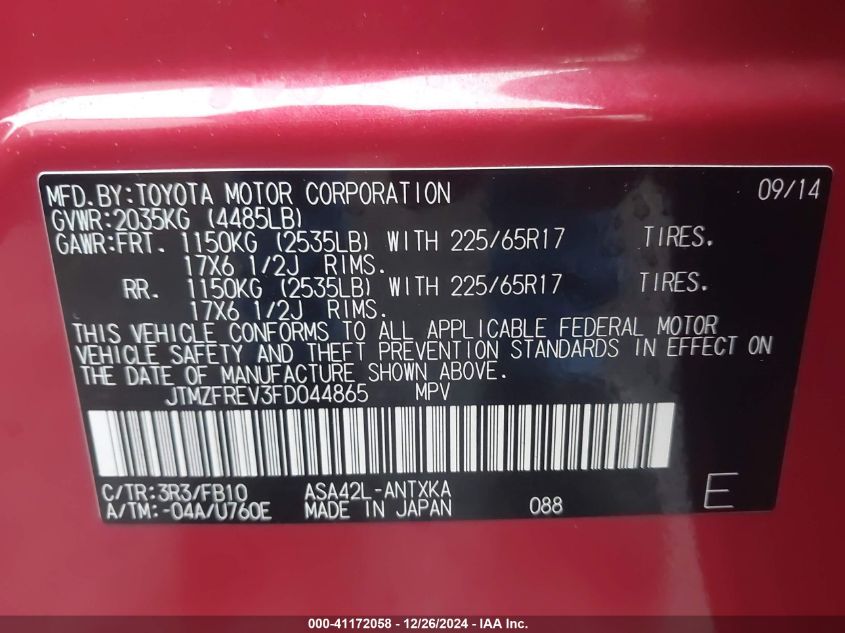 MFD.BY:TOYOTA MOTOR CORPORATION 09/14
GVWR:2035KG (4485LB)
GAWR:FRT. 1150KG (2535LB) WITH 225/65R17 TIRES.
17X6 1/2J RIMS.
RR. 1150KG (2535LB) WITH 225/65R17 TIRES.
17X6 1/2J RIMS.
THIS VEHICLE CONFORMS TO ALL APPLICABLE FEDERAL MOTOR
VEHICLE SAFETY AND THEFT PREVENTION STANDARDS IN EFFECT ON
THE DATE OF MANUFACTURE SHOWN ABOVE.
JTMZFREV3FD044865 MPV
C/TR:3R3/FB10 ASA42L-ANTXKA
A/TM:-04A/U760E MADE IN JAPAN 088 E
000-41172058 - 12/26/2024 - IAA Inc.